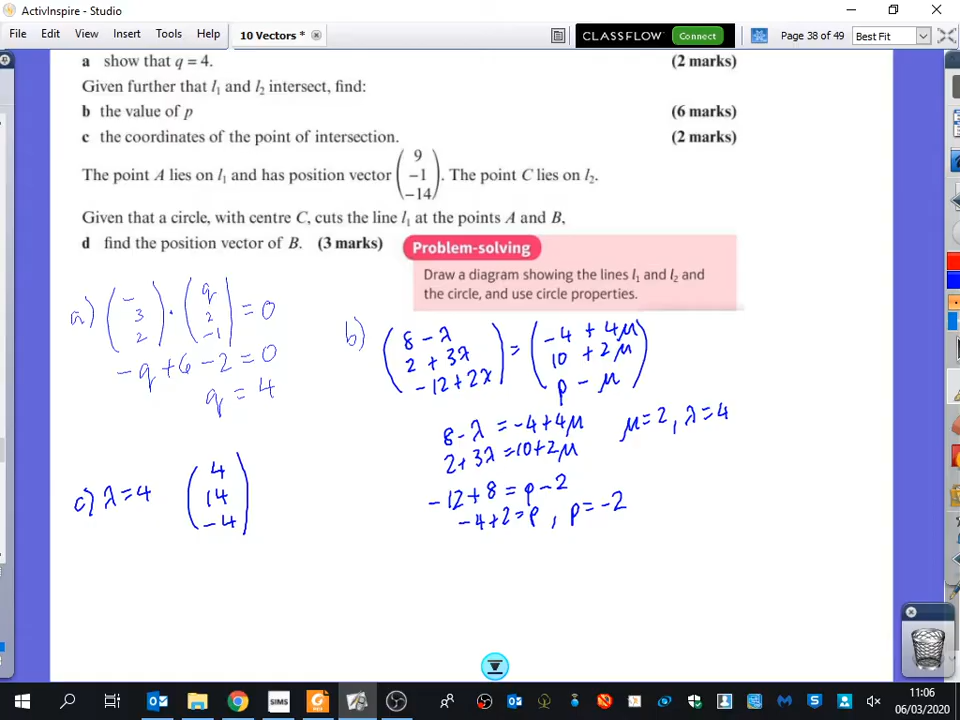 ActivInspire - Studio
File Edit View Insert Tools Help
10 Vectors *
CLASSFLOW Connect
Page 38 of 49
Best Fit
a show that q = 4. (2 marks)
Given further that l₁ and l₂ intersect, find:
b the value of p (6 marks)
c the coordinates of the point of intersection. (2 marks)
The point A lies on l₁ and has position vector (9 −1 −14). The point C lies on l₂.
Given that a circle, with centre C, cuts the line l₁ at the points A and B,
d find the position vector of B. (3 marks)
Problem-solving
Draw a diagram showing the lines l₁ and l₂ and
the circle, and use circle properties.
a) (- 3 2) · (q 2 -1) = 0
-q + 6 - 2 = 0
q = 4
b) (8 - λ 2 + 3λ -12 + 2λ) = (-4 + 4μ 10 + 2μ p - μ)
8 - λ = -4 + 4μ
μ = 2, λ = 4
2 + 3λ = 10 + 2μ
-12 + 8 = p - 2
-4 + 2 = p, p = -2
c) λ = 4 (4 14 -4)
SIMS
11:06
06/03/2020